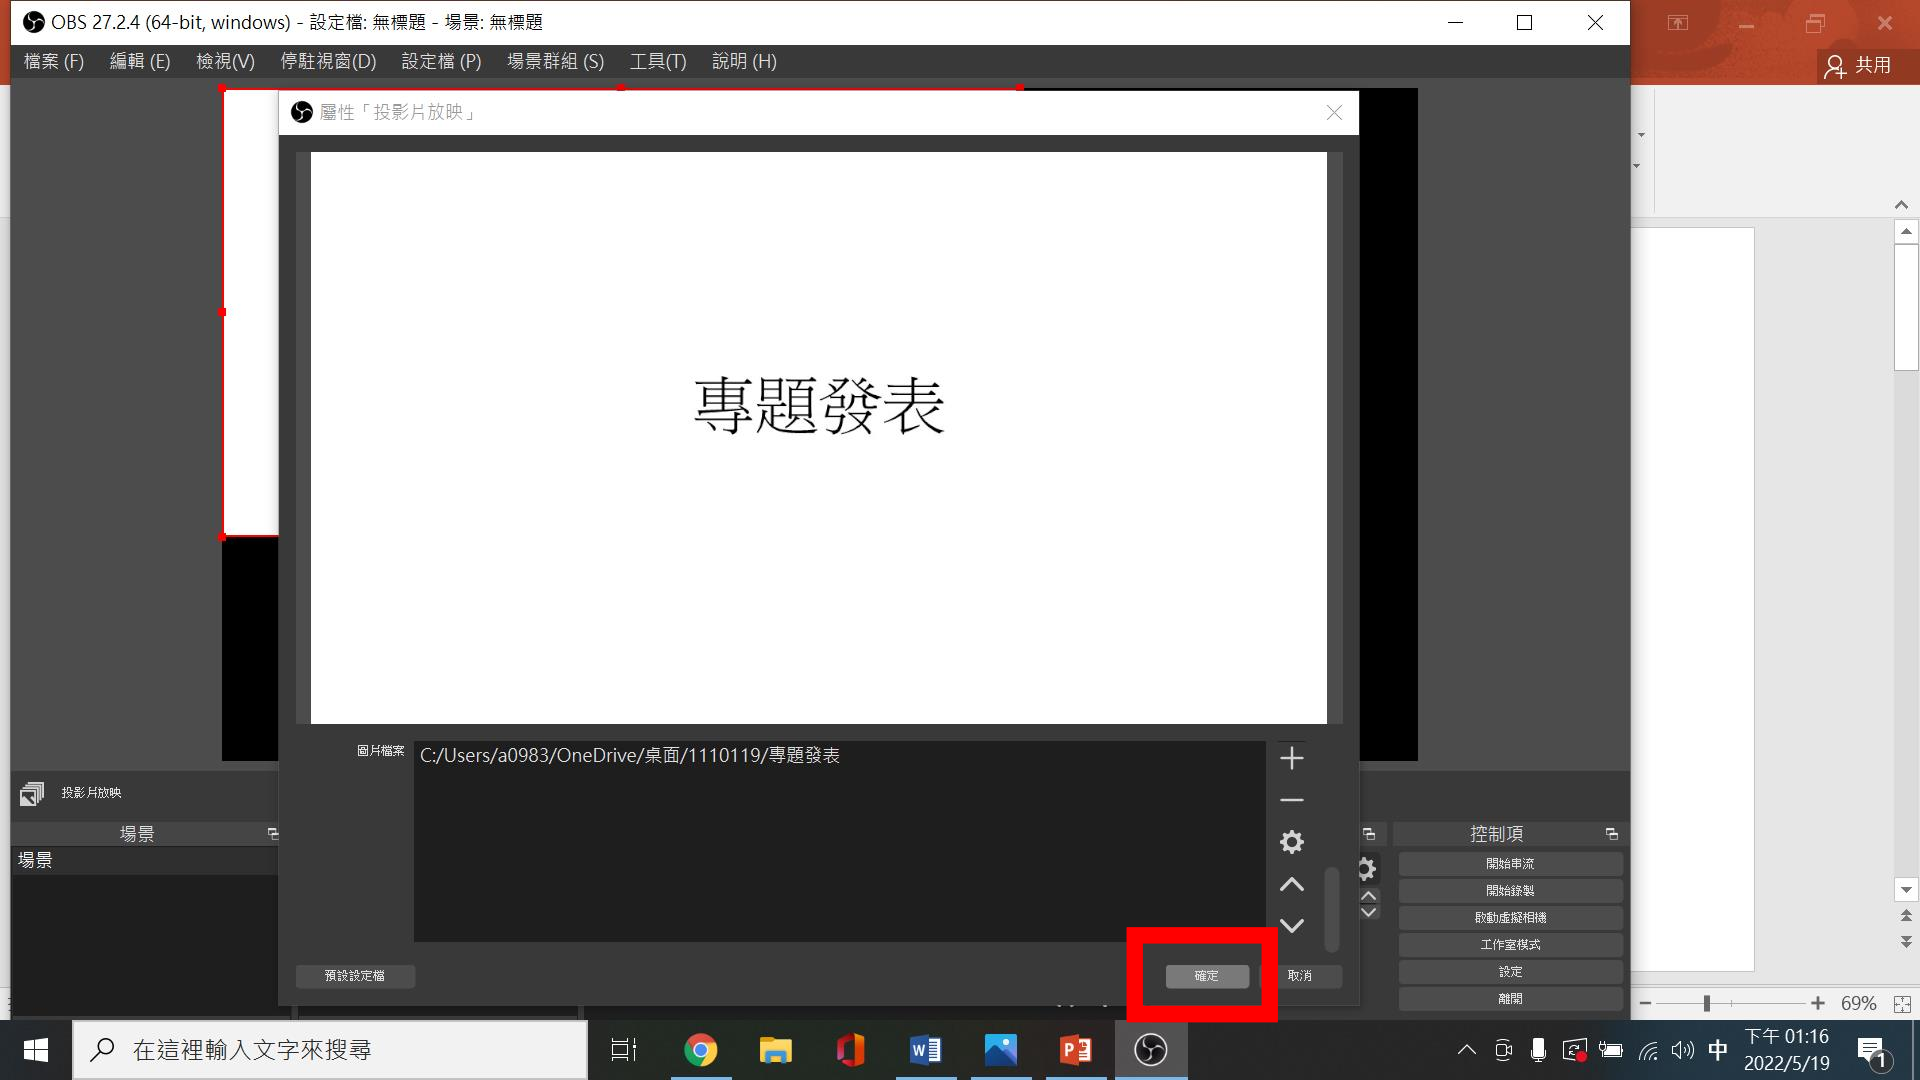 OBS 27.2.4 (64-bit, windows) - 設定檔: 無標題 - 場景: 無標題
檔案 (F) 編輯 (E) 檢視(V) 停駐視窗(D) 設定檔 (P) 場景群組 (S) 工具(T) 說明 (H)
共用
屬性「投影片放映」
專題發表
圖片檔案
C:/Users/a0983/OneDrive/桌面/1110119/專題發表
投影片放映
場景
場景
控制項
開始串流
開始錄製
啟動虛擬相機
工作室模式
設定
離開
預設設定檔
確定
取消
69%
在這裡輸入文字來搜尋
中
下午 01:16
2022/5/19
1